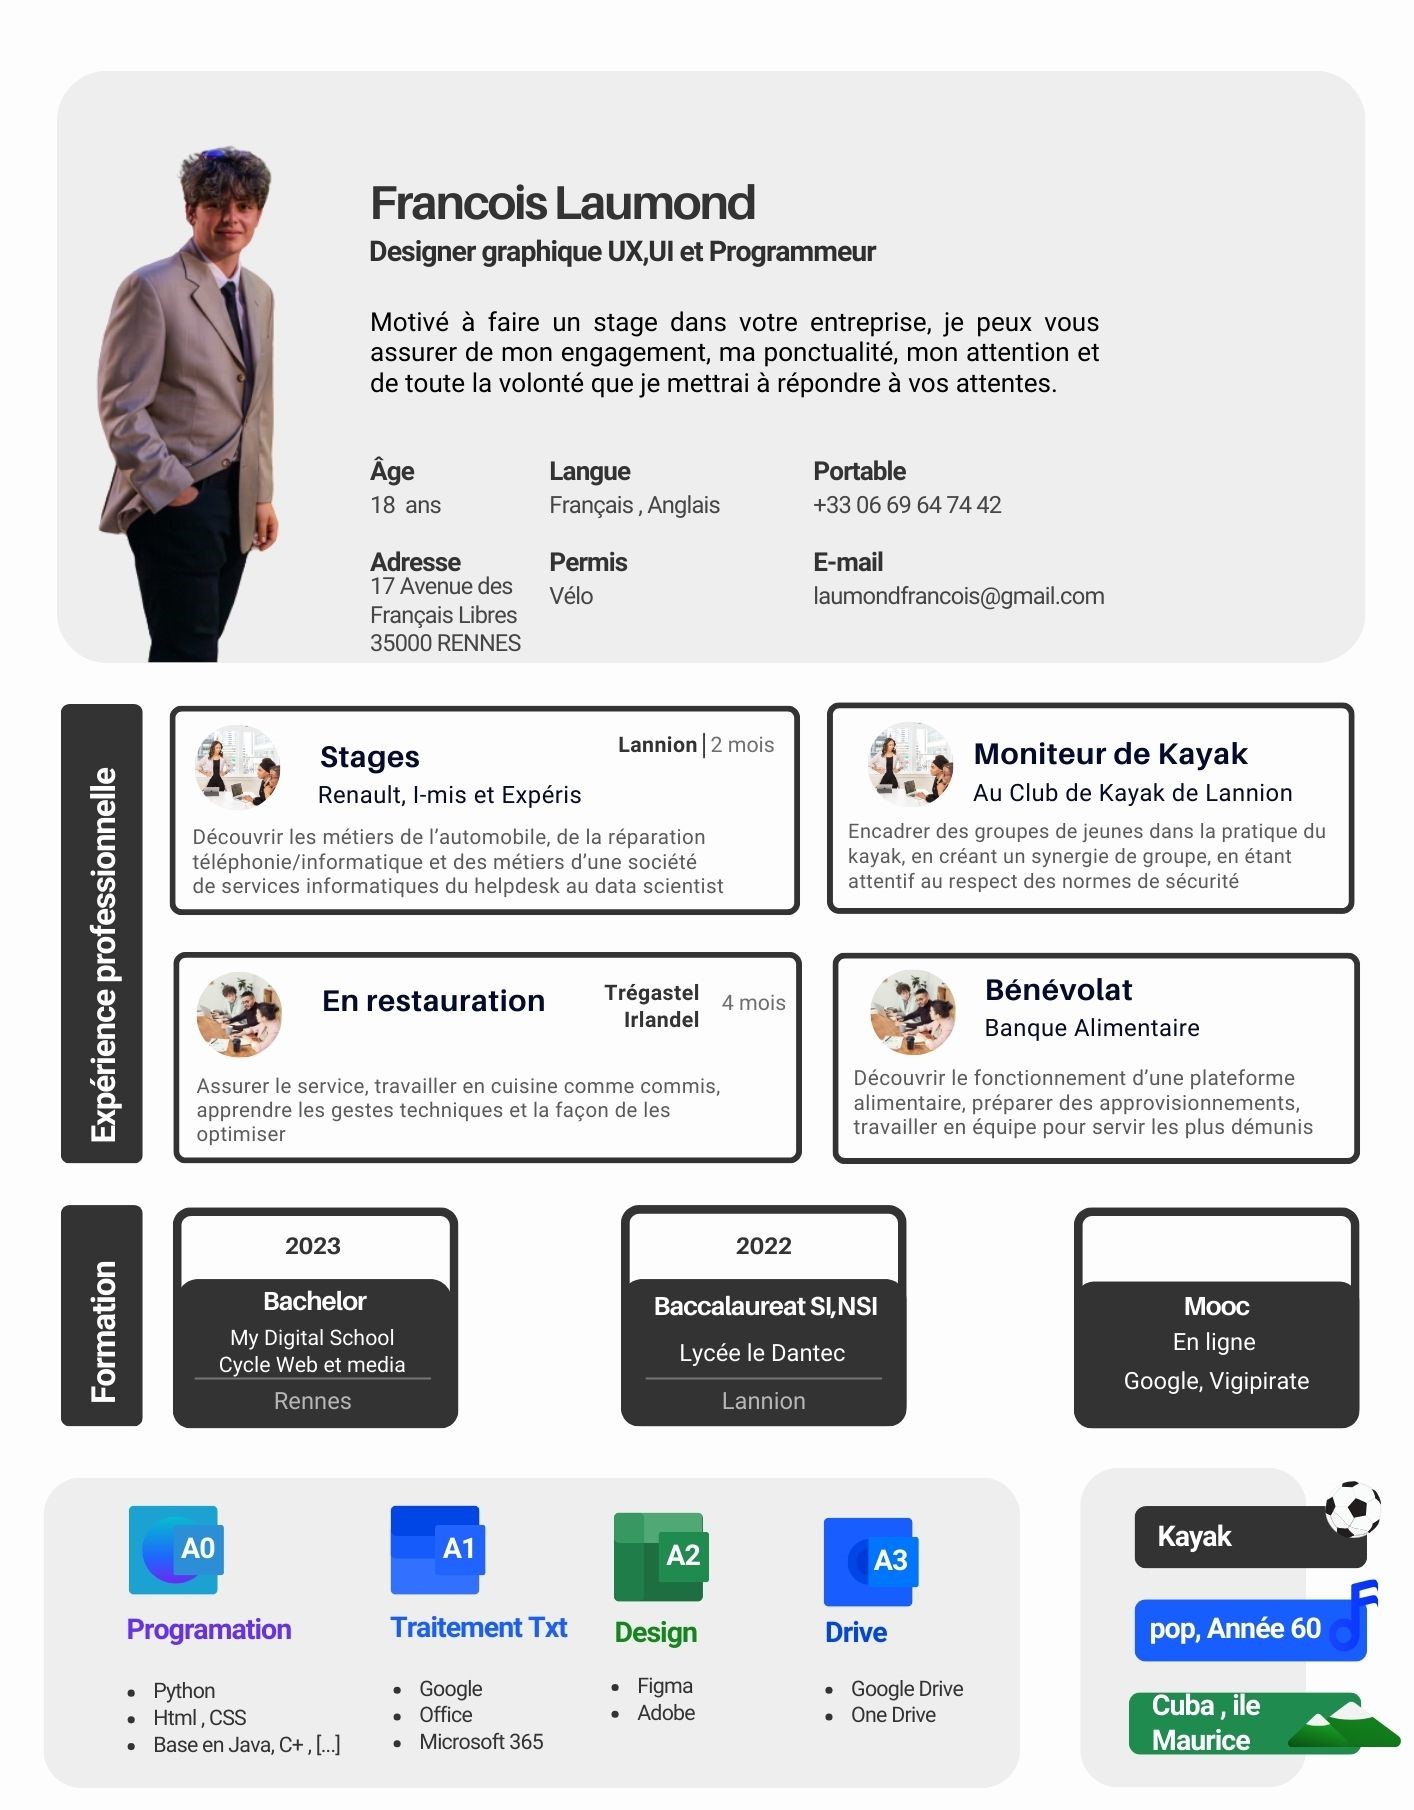 Francois Laumond
Designer graphique UX,UI et Programmeur
Motivé à faire un stage dans votre entreprise, je peux vous
assurer de mon engagement, ma ponctualité, mon attention et
de toute la volonté que je mettrai à répondre à vos attentes.
Âge
18 ans
Langue
Français , Anglais
Portable
+33 06 69 64 74 42
Adresse
17 Avenue des
Français Libres
35000 RENNES
Permis
Vélo
E-mail
laumondfrancois@gmail.com
Expérience professionnelle
Stages
Lannion | 2 mois
Renault, I-mis et Expéris
Découvrir les métiers de l’automobile, de la réparation
téléphonie/informatique et des métiers d’une société
de services informatiques du helpdesk au data scientist
Moniteur de Kayak
Au Club de Kayak de Lannion
Encadrer des groupes de jeunes dans la pratique du
kayak, en créant un synergie de groupe, en étant
attentif au respect des normes de sécurité
En restauration
Trégastel
Irlandel
4 mois
Assurer le service, travailler en cuisine comme commis,
apprendre les gestes techniques et la façon de les
optimiser
Bénévolat
Banque Alimentaire
Découvrir le fonctionnement d’une plateforme
alimentaire, préparer des approvisionnements,
travailler en équipe pour servir les plus démunis
Formation
2023
Bachelor
My Digital School
Cycle Web et media
Rennes
2022
Baccalaureat SI,NSI
Lycée le Dantec
Lannion
Mooc
En ligne
Google, Vigipirate
A0
Programation
• Python
• Html , CSS
• Base en Java, C+ , [...]
A1
Traitement Txt
• Google
• Office
• Microsoft 365
A2
Design
• Figma
• Adobe
A3
Drive
• Google Drive
• One Drive
Kayak
pop, Année 60
Cuba , ile
Maurice